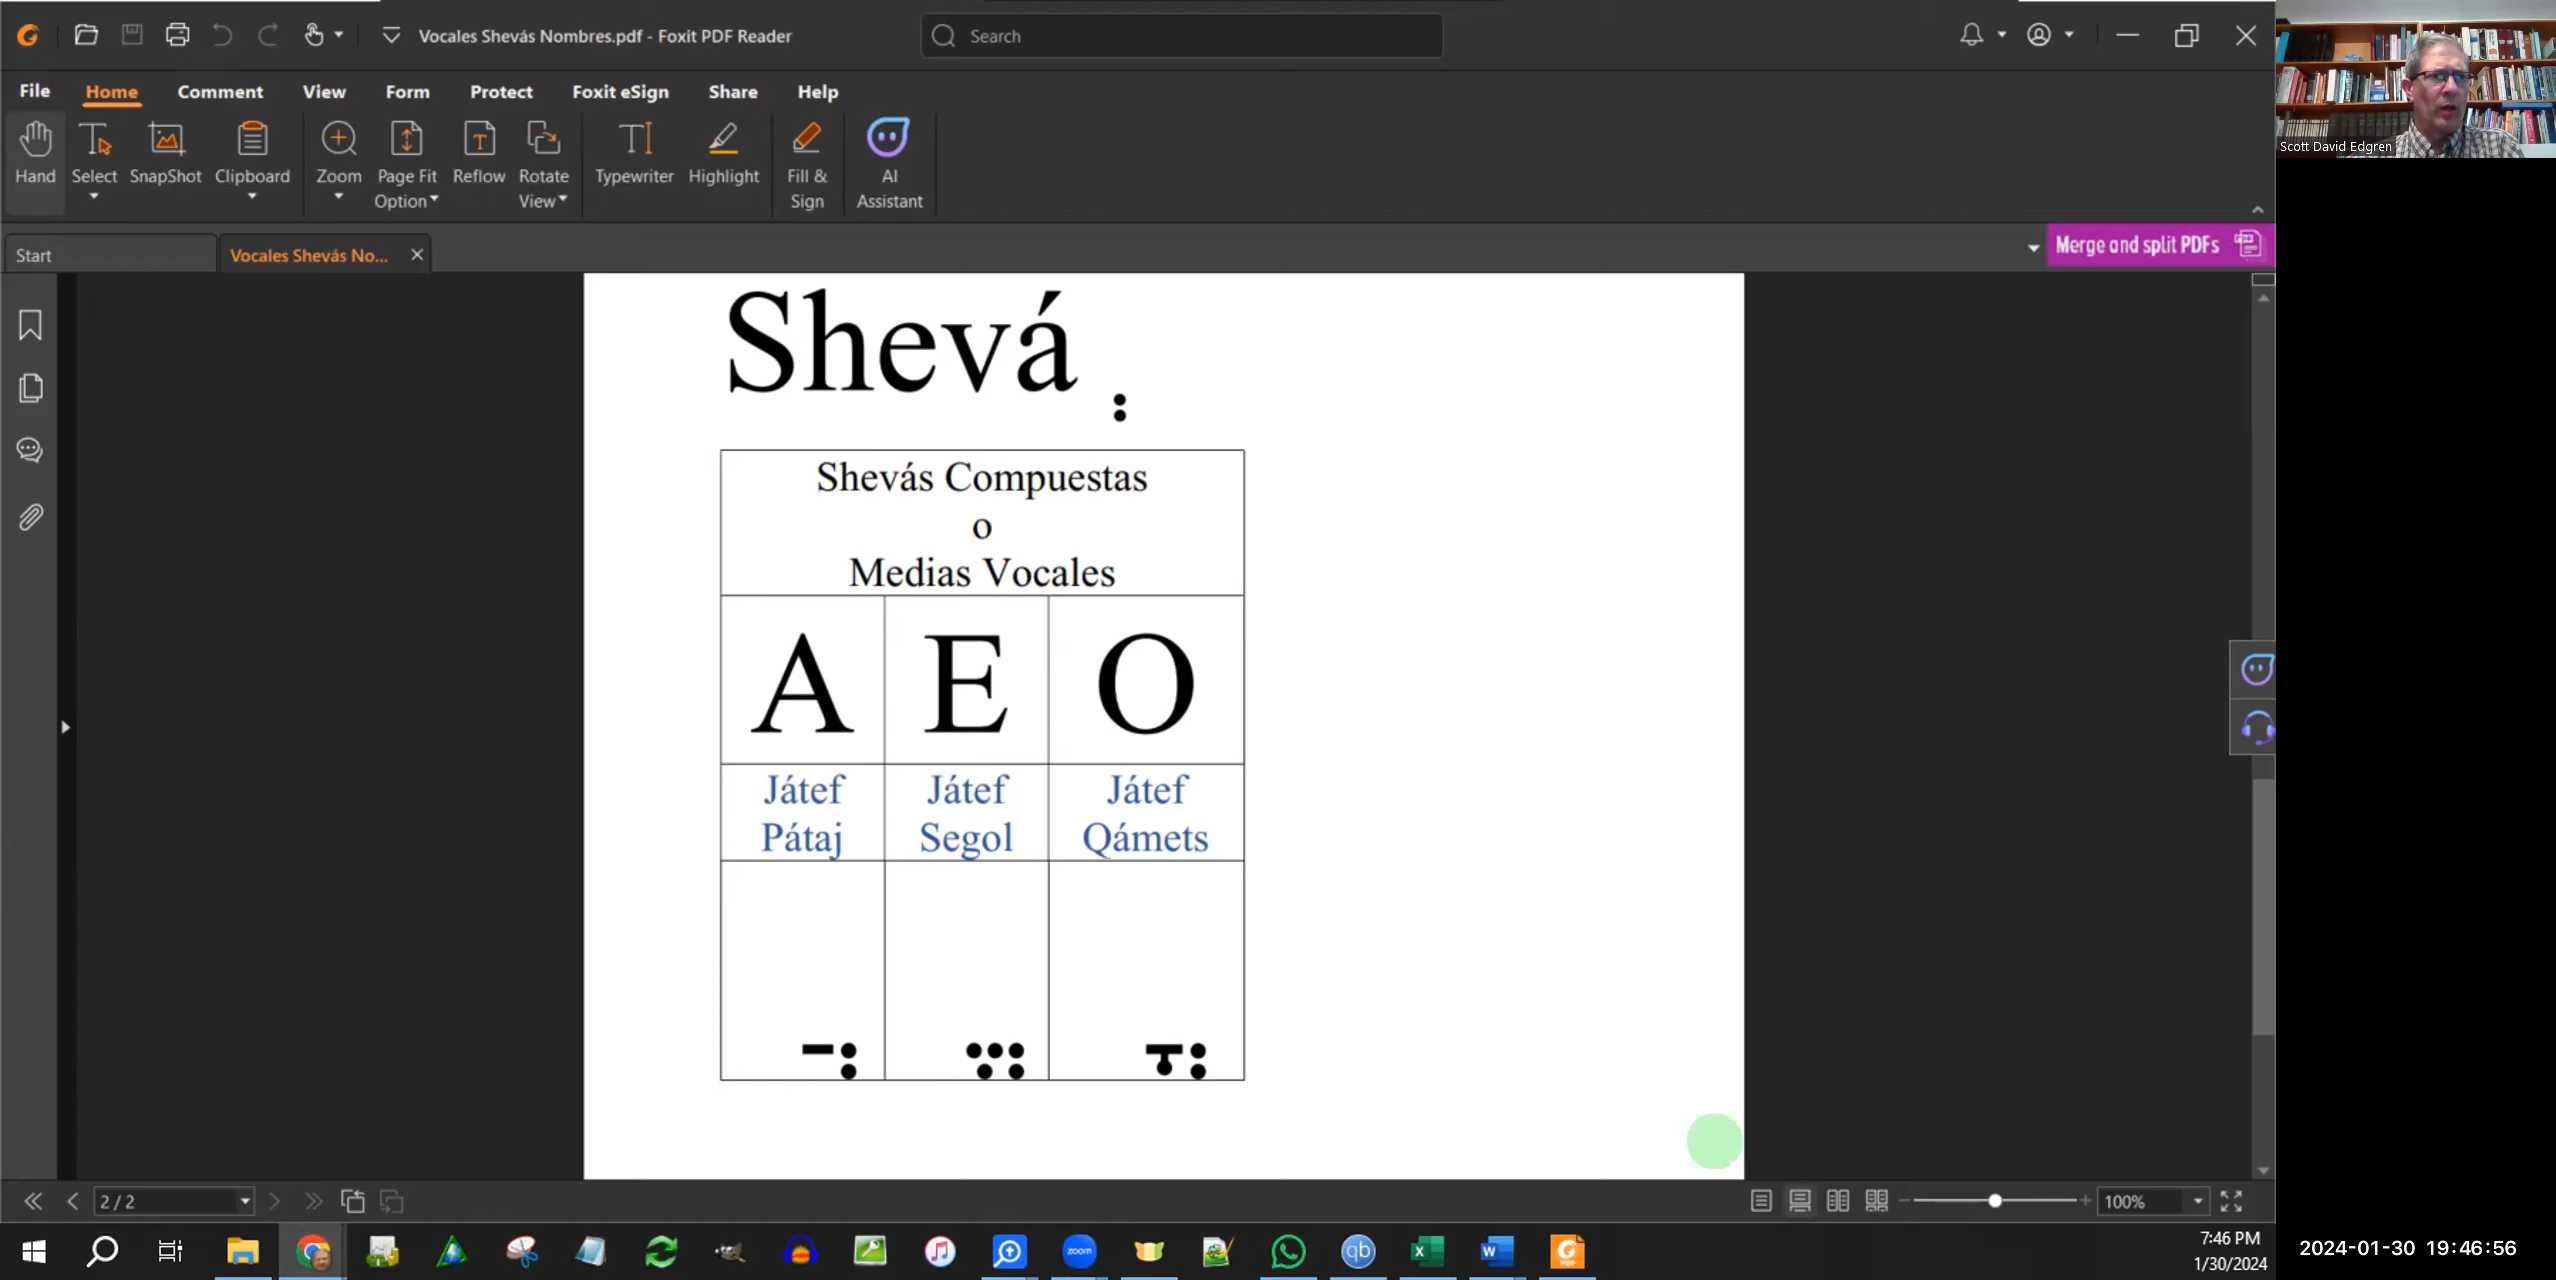 Vocales Shevás Nombres.pdf - Foxit PDF Reader
Search
File Home Comment View Form Protect Foxit eSign Share Help
Hand Select SnapShot Clipboard Zoom Page Fit Option Reflow Rotate View Typewriter Highlight Fill & Sign AI Assistant
Start
Vocales Shevás No...
Merge and split PDFs
Scott David Edgren
Shevá
Shevás Compuestas
o
Medias Vocales
A E O
Játef Játef Játef
Pátaj Segol Qámets
2 / 2
100%
zoom
qb
7:46 PM
1/30/2024
2024-01-30 19:46:56